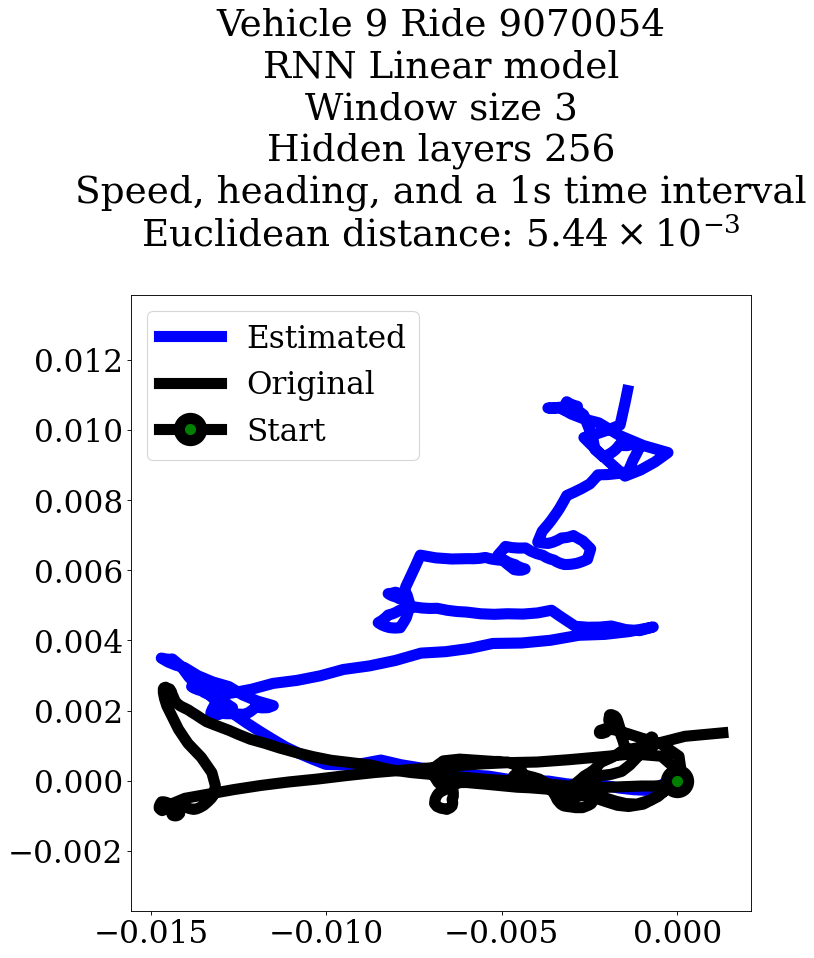 Vehicle 9 Ride 9070054
RNN Linear model
Window size 3
Hidden layers 256
Speed, heading, and a 1s time interval
Euclidean distance: 5.44 × 10⁻³
Estimated
Original
Start
0.012
0.010
0.008
0.006
0.004
0.002
0.000
−0.002
−0.015 −0.010 −0.005 0.000